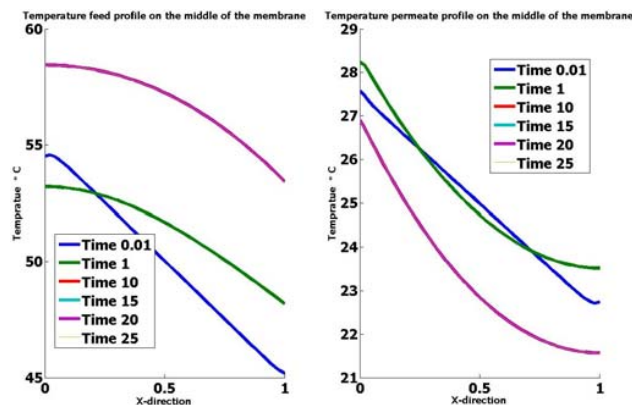 Temperature feed profile on the middle of the membrane
60
55
50
45
Tempratue ° C
Time 0.01
Time 1
Time 10
Time 15
Time 20
Time 25
0
0.5
1
X-direction
Temperature permeate profile on the middle of the membrane
29
28
27
26
25
24
23
22
21
Tempratue ° C
Time 0.01
Time 1
Time 10
Time 15
Time 20
Time 25
0
0.5
1
X-direction